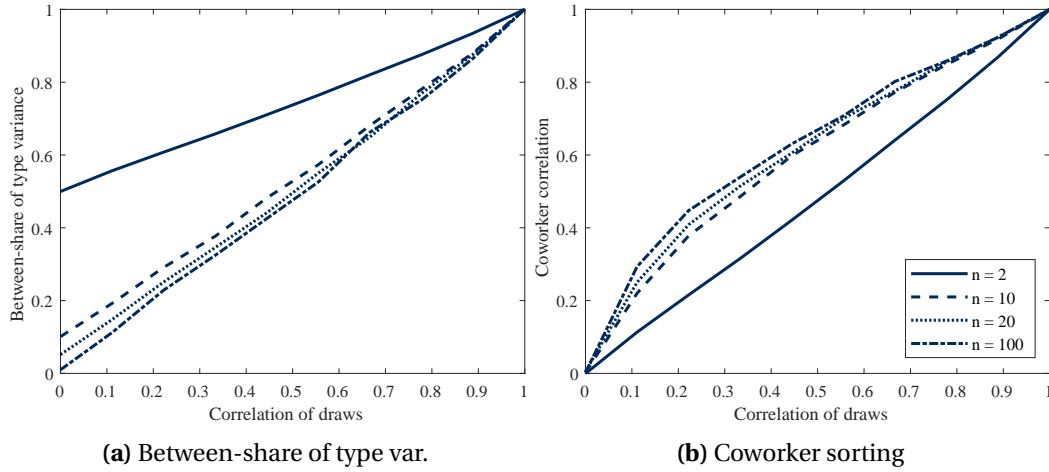 1
0.8
0.6
0.4
0.2
0
0 0.1 0.2 0.3 0.4 0.5 0.6 0.7 0.8 0.9 1
Between-share of type variance
Correlation of draws
(a) Between-share of type var.
1
0.8
0.6
0.4
0.2
0
0 0.1 0.2 0.3 0.4 0.5 0.6 0.7 0.8 0.9 1
Coworker correlation
Correlation of draws
n = 2
n = 10
n = 20
n = 100
(b) Coworker sorting